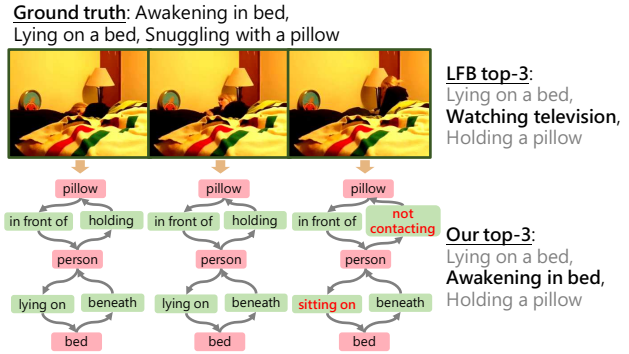 Ground truth: Awakening in bed,
Lying on a bed, Snuggling with a pillow
LFB top-3:
Lying on a bed,
Watching television,
Holding a pillow
pillow pillow pillow
in front of holding in front of holding in front of not contacting
person person person
lying on beneath lying on beneath sitting on beneath
bed bed bed
Our top-3:
Lying on a bed,
Awakening in bed,
Holding a pillow